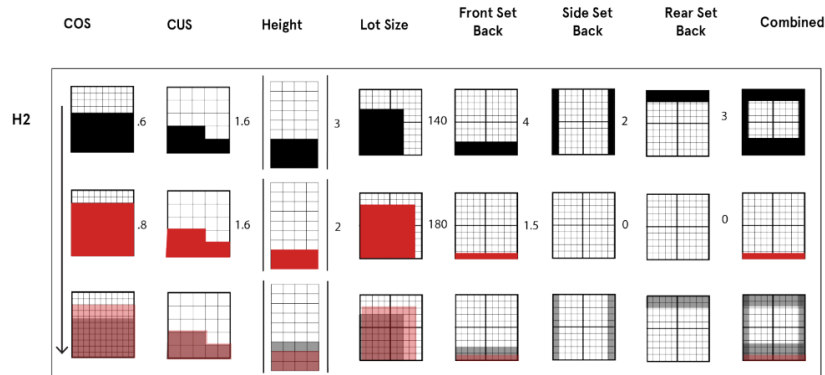 COS CUS Height Lot Size Front Set Back Side Set Back Rear Set Back Combined
H2
.6 1.6 3 140 4 2 3
.8 1.6 2 180 1.5 0 0